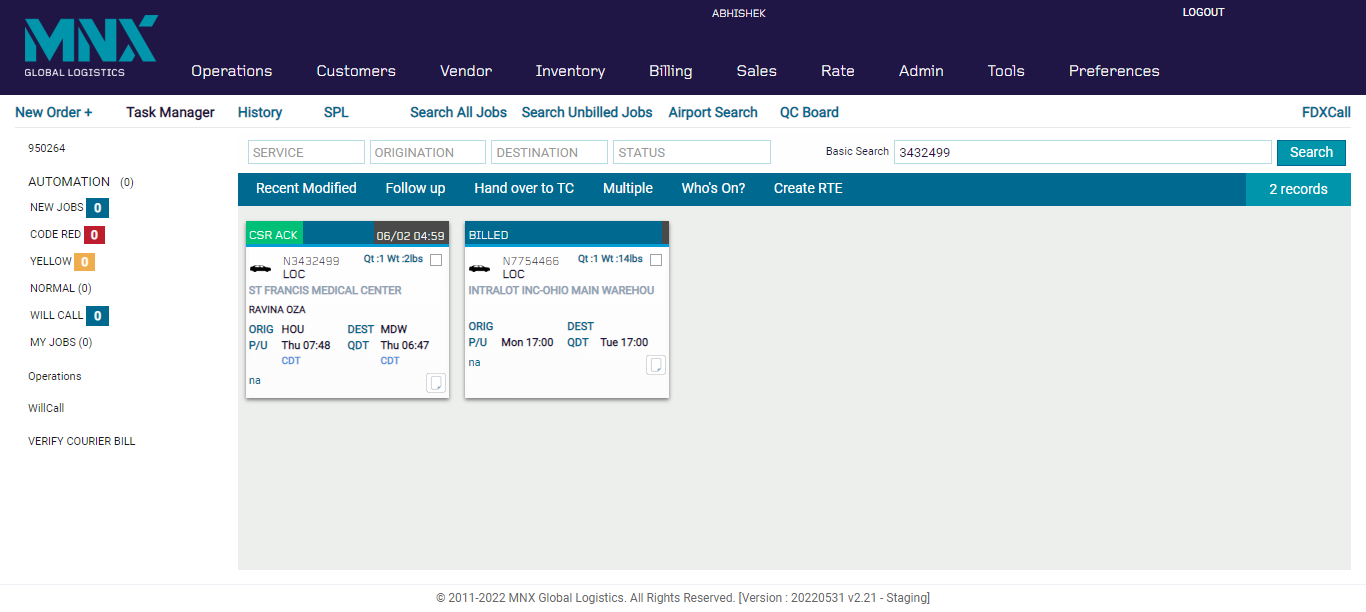 ABHISHEK
LOGOUT
MNX
GLOBAL LOGISTICS
Operations Customers Vendor Inventory Billing Sales Rate Admin Tools Preferences
New Order + Task Manager History SPL Search All Jobs Search Unbilled Jobs Airport Search QC Board FDXCall
950264
AUTOMATION (0)
NEW JOBS 0
CODE RED 0
YELLOW 0
NORMAL (0)
WILL CALL 0
MY JOBS (0)
Operations
WillCall
VERIFY COURIER BILL
SERVICE ORIGINATION DESTINATION STATUS Basic Search 3432499 Search
Recent Modified Follow up Hand over to TC Multiple Who's On? Create RTE 2 records
CSR ACK 06/02 04:59
N3432499 Qt :1 Wt :2lbs
LOC
ST FRANCIS MEDICAL CENTER
RAVINA OZA
ORIG HOU DEST MDW
P/U Thu 07:48 QDT Thu 06:47
CDT CDT
na
BILLED
N7754466 Qt :1 Wt :14lbs
LOC
INTRALOT INC-OHIO MAIN WAREHOU
ORIG DEST
P/U Mon 17:00 QDT Tue 17:00
na
© 2011-2022 MNX Global Logistics. All Rights Reserved. [Version : 20220531 v2.21 - Staging]